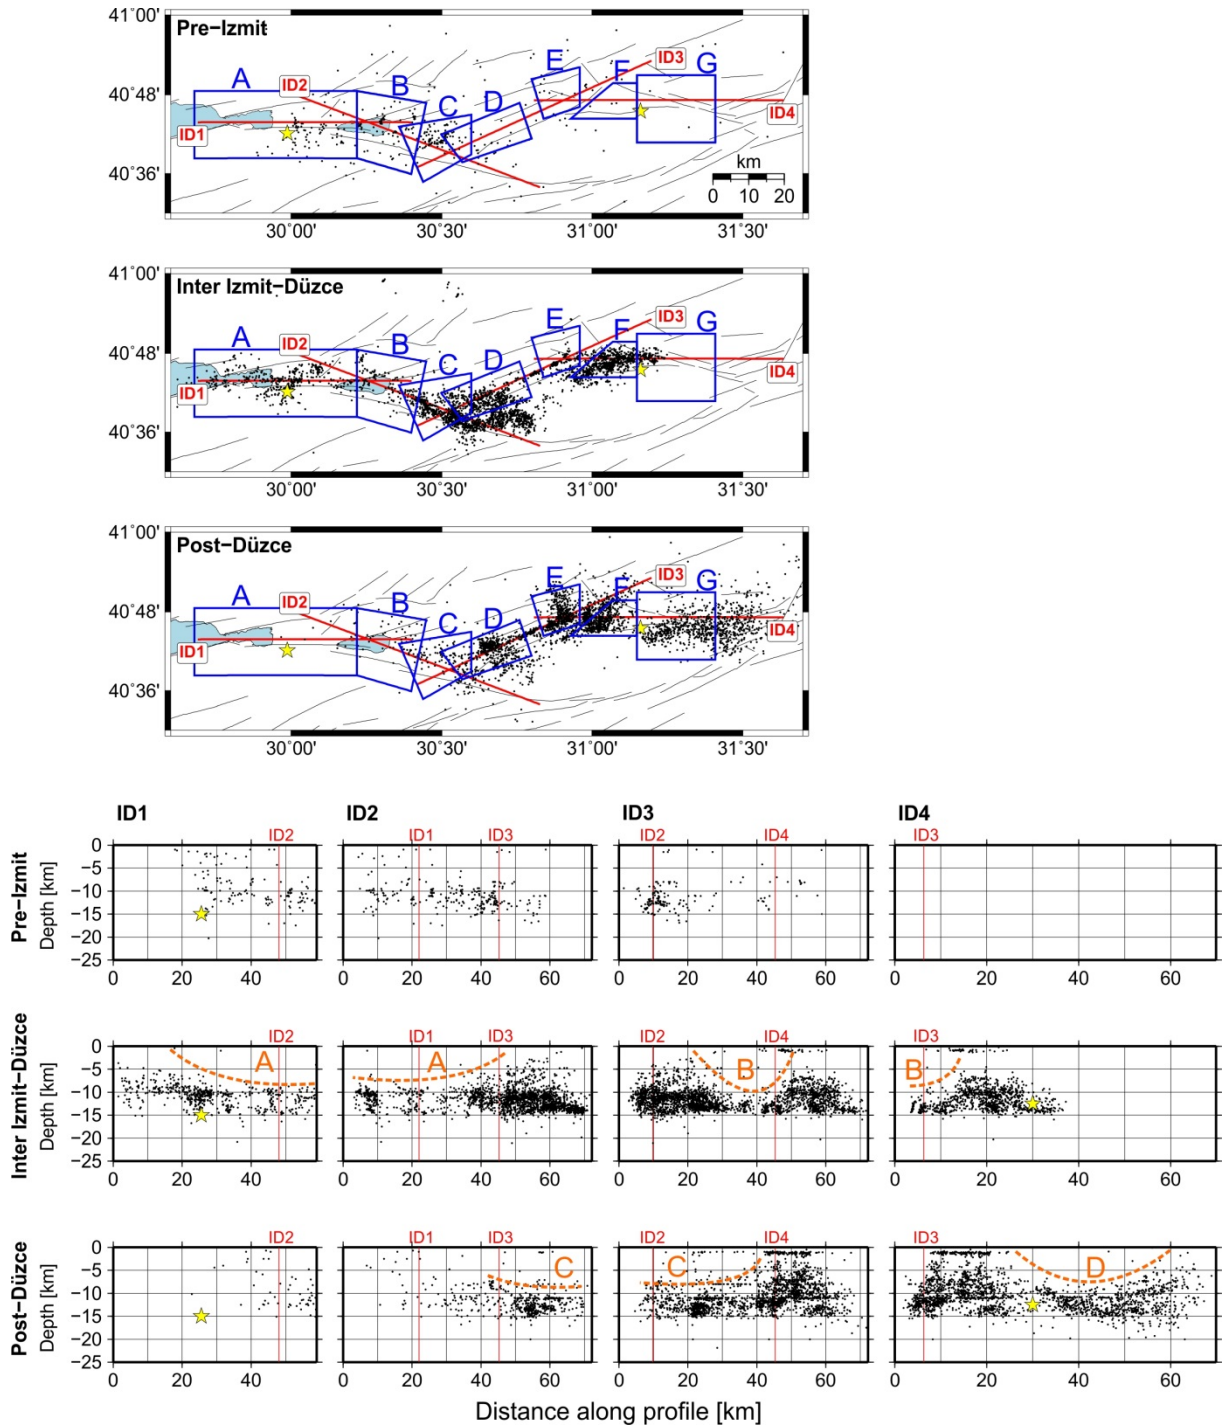 41°00'
Pre−Izmit
40°48'
40°36'
A
B
C
D
E
F
G
ID1
ID2
ID3
ID4
km
0 10 20
30°00' 30°30' 31°00' 31°30'
41°00'
Inter Izmit−Düzce
40°48'
40°36'
A
B
C
D
E
F
G
ID1
ID2
ID3
ID4
30°00' 30°30' 31°00' 31°30'
41°00'
Post−Düzce
40°48'
40°36'
A
B
C
D
E
F
G
ID1
ID2
ID3
ID4
30°00' 30°30' 31°00' 31°30'
ID1 ID2 ID3 ID4
ID2 ID1 ID3 ID2 ID4 ID3
Pre−Izmit
Depth [km]
0
−5
−10
−15
−20
−25
0 20 40 0 20 40 60 0 20 40 60 0 20 40 60
ID2 ID1 ID3 ID2 ID4 ID3
Inter Izmit−Düzce
Depth [km]
0
−5
−10
−15
−20
−25
A A B B
0 20 40 0 20 40 60 0 20 40 60 0 20 40 60
ID2 ID1 ID3 ID2 ID4 ID3
Post−Düzce
Depth [km]
0
−5
−10
−15
−20
−25
C C D
0 20 40 0 20 40 60 0 20 40 60 0 20 40 60
Distance along profile [km]